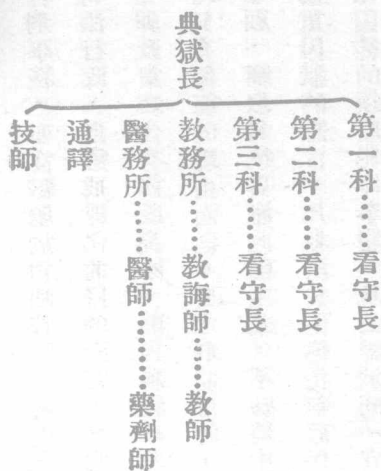 典獄長
第一科………看守長
第二科………看守長
第三科………看守長
教務所………教誨師………教師
醫務所………醫師…………藥劑師
通譯
技師